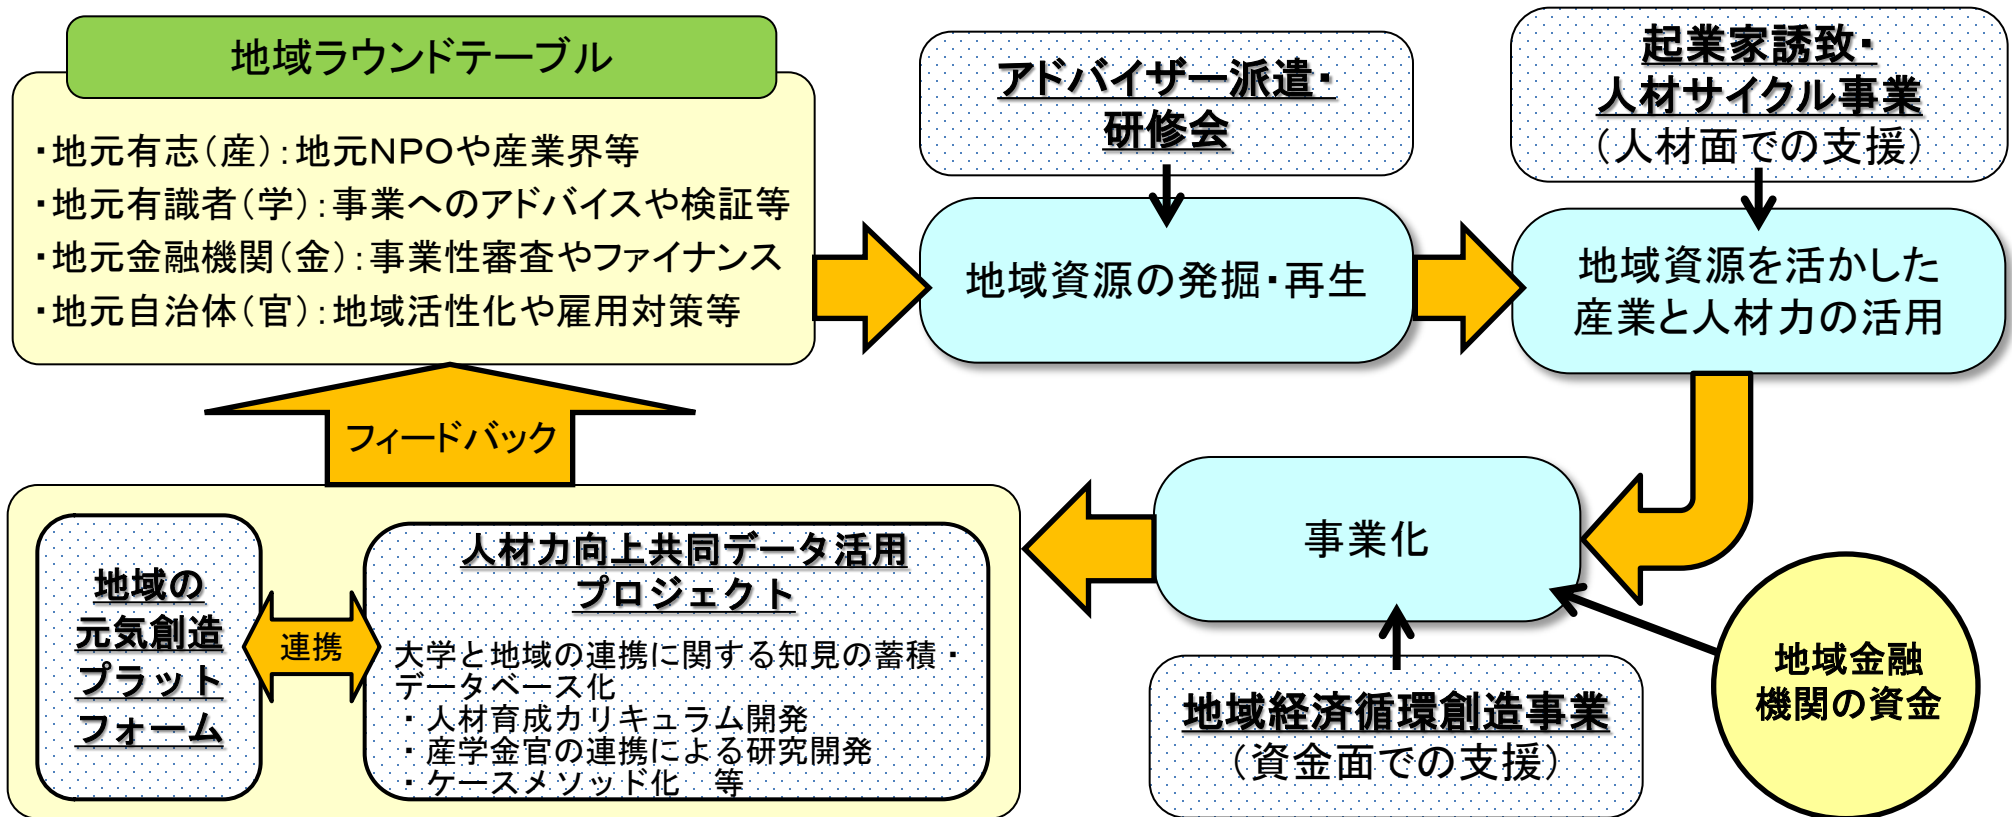 地域ラウンドテーブル
・地元有志（産）：地元NPOや産業界等
・地元有識者（学）：事業へのアドバイスや検証等
・地元金融機関（金）：事業性審査やファイナンス
・地元自治体（官）：地域活性化や雇用対策等
アドバイザー派遣・
研修会
起業家誘致・
人材サイクル事業
（人材面での支援）
地域資源の発掘・再生
地域資源を活かした
産業と人材力の活用
フィードバック
事業化
地域の
元気創造
プラット
フォーム
連携
人材力向上共同データ活用
プロジェクト
大学と地域の連携に関する知見の蓄積・
データベース化
・人材育成カリキュラム開発
・産学金官の連携による研究開発
・ケースメソッド化　等
地域経済循環創造事業
（資金面での支援）
地域金融
機関の資金